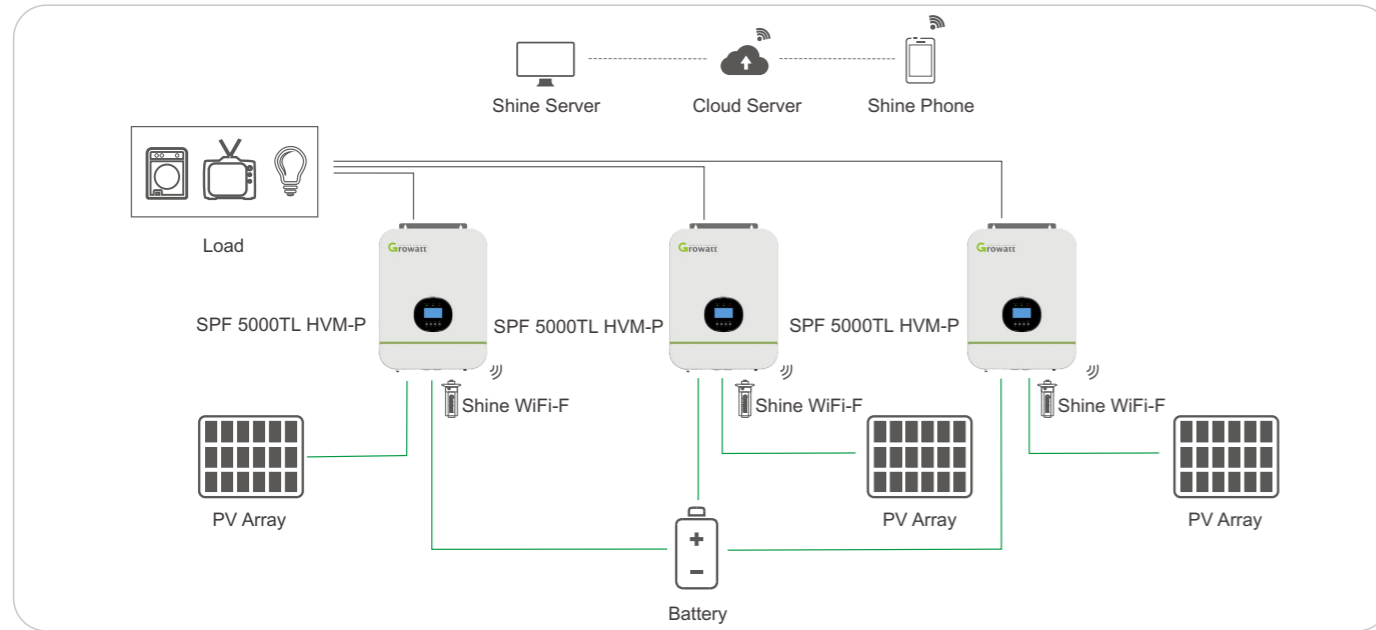 Shine Server
Cloud Server
Shine Phone
Load
Growatt
Growatt
Growatt
SPF 5000TL HVM-P
SPF 5000TL HVM-P
SPF 5000TL HVM-P
Shine WiFi-F
Shine WiFi-F
Shine WiFi-F
PV Array
PV Array
PV Array
+
−
Battery